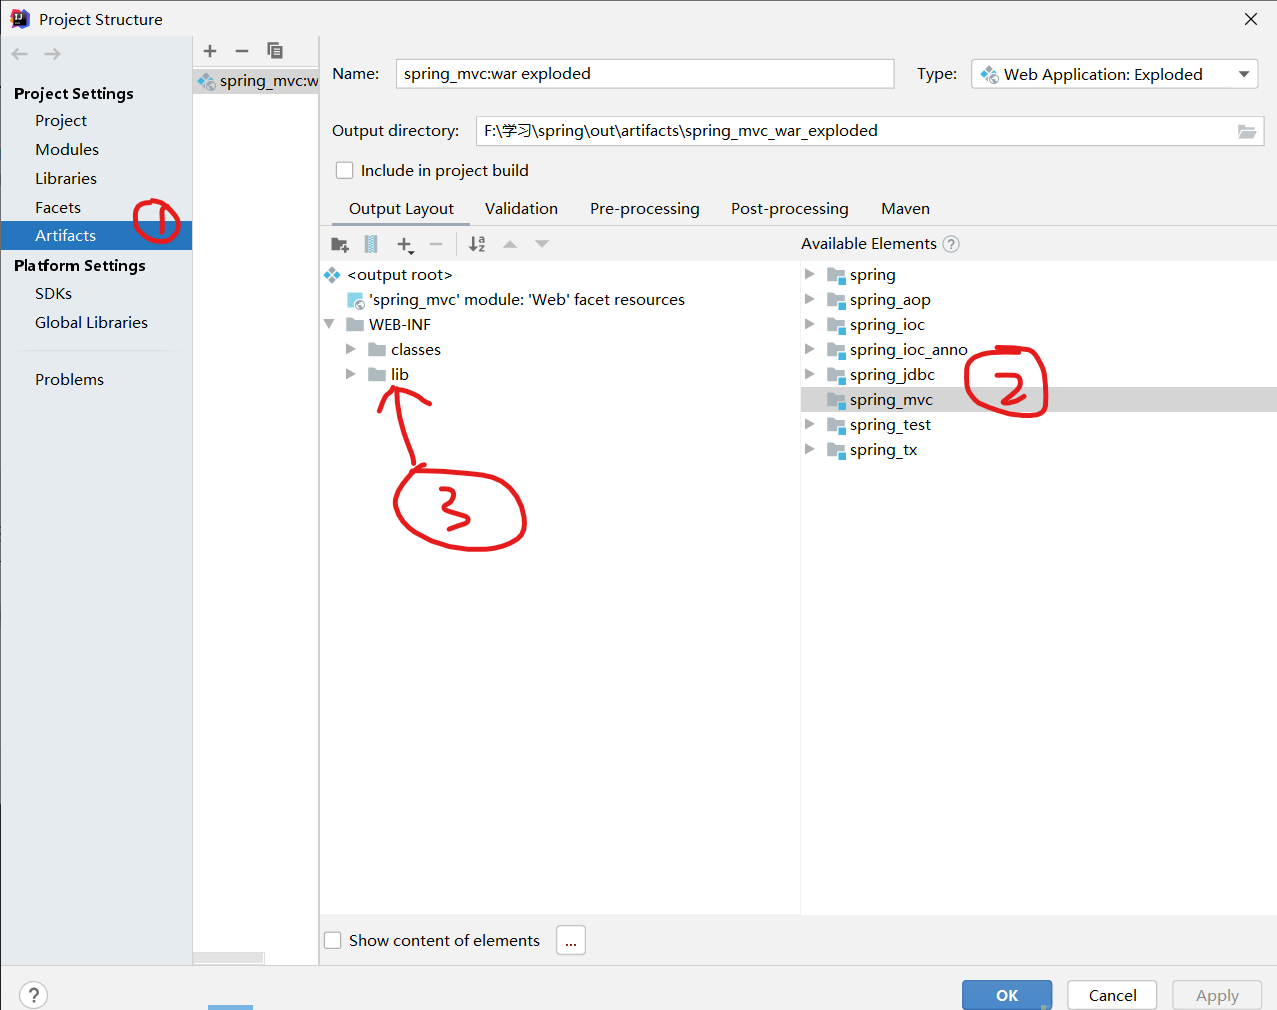 Project Structure
Project Settings
Project
Modules
Libraries
Facets
Artifacts
Platform Settings
SDKs
Global Libraries
Problems
1
spring_mvc:w
Name: spring_mvc:war exploded Type: Web Application: Exploded
Output directory: F:\学习\spring\out\artifacts\spring_mvc_war_exploded
Include in project build
Output Layout Validation Pre-processing Post-processing Maven
<output root>
'spring_mvc' module: 'Web' facet resources
WEB-INF
classes
lib
3
Available Elements ?
spring
spring_aop
spring_ioc
spring_ioc_anno
spring_jdbc
spring_mvc
spring_test
spring_tx
2
Show content of elements ...
? OK Cancel Apply